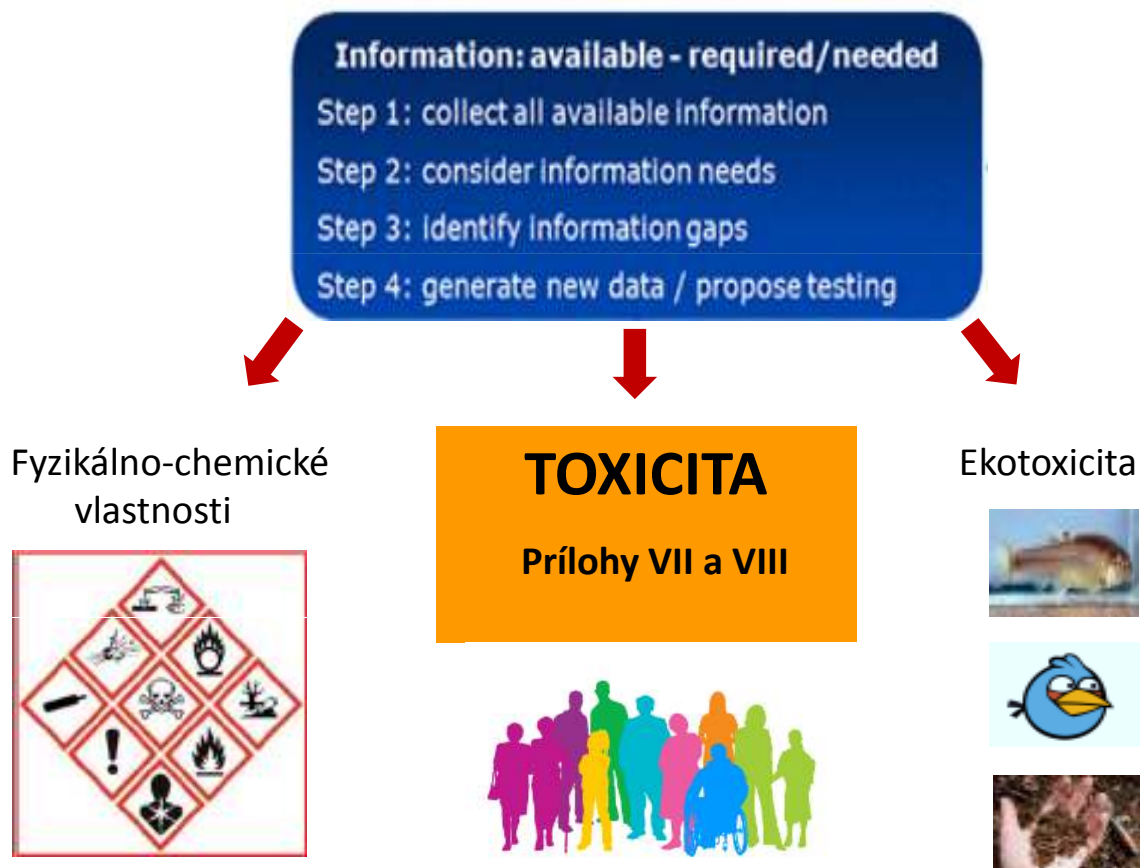 Information: available - required/needed
Step 1: collect all available information
Step 2: consider information needs
Step 3: identify information gaps
Step 4: generate new data / propose testing
Fyzikálno-chemické
vlastnosti
TOXICITA
Prílohy VII a VIII
Ekotoxicita